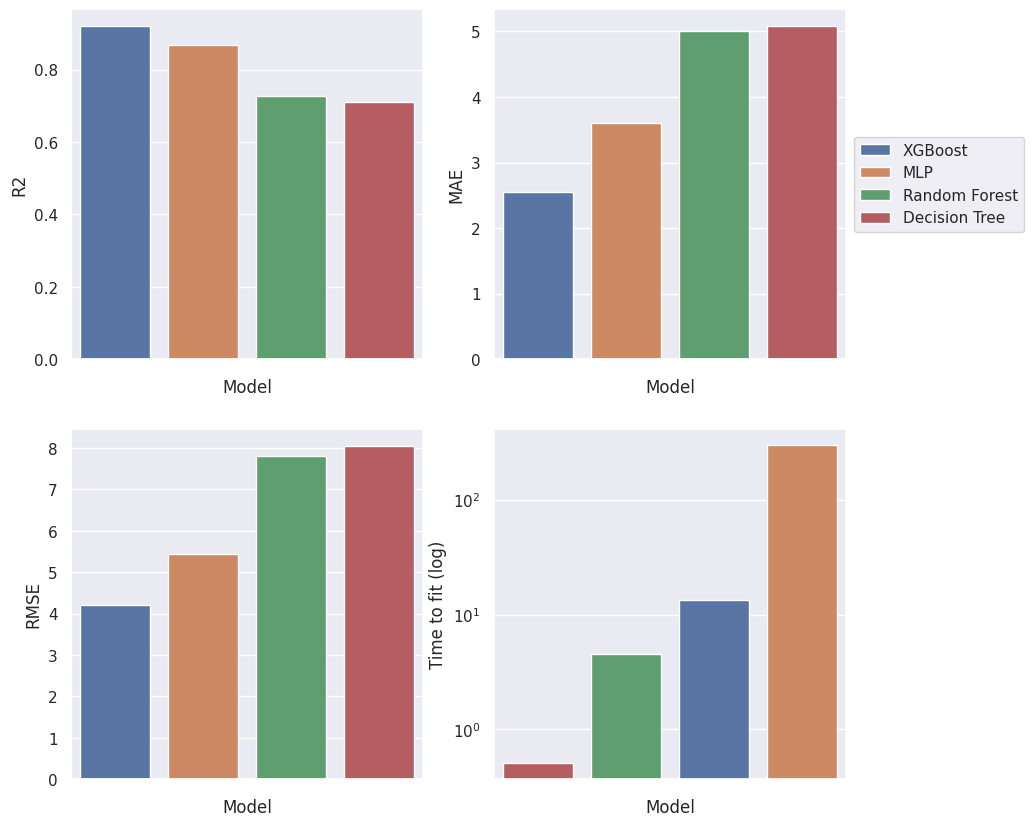 R2
0.8
0.6
0.4
0.2
0.0
Model
MAE
5
4
3
2
1
0
Model
XGBoost
MLP
Random Forest
Decision Tree
RMSE
8
7
6
5
4
3
2
1
0
Model
Time to fit (log)
10²
10¹
10⁰
Model